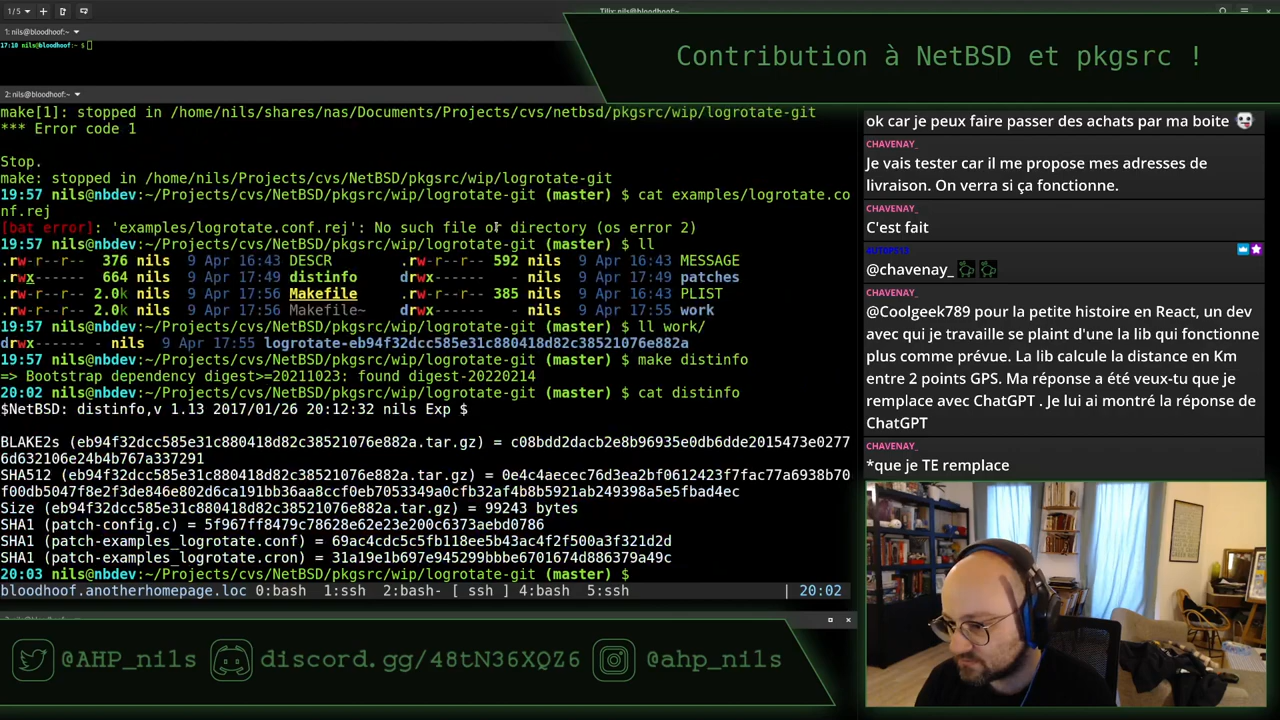 1/5
Tilix: nils@bloodhoof:~
1: nils@bloodhoof:~
17:10 nils@bloodhoof:~ $
Contribution à NetBSD et pkgsrc !
2: nils@bloodhoof:~
make[1]: stopped in /home/nils/shares/nas/Documents/Projects/cvs/netbsd/pkgsrc/wip/logrotate-git
*** Error code 1
Stop.
make: stopped in /home/nils/Projects/cvs/NetBSD/pkgsrc/wip/logrotate-git
19:57 nils@nbdev:~/Projects/cvs/NetBSD/pkgsrc/wip/logrotate-git (master) $ cat examples/logrotate.co
nf.rej
[bat error]: 'examples/logrotate.conf.rej': No such file or directory (os error 2)
19:57 nils@nbdev:~/Projects/cvs/NetBSD/pkgsrc/wip/logrotate-git (master) $ ll
.rw-r--r-- 376 nils 9 Apr 16:43 DESCR .rw-r--r-- 592 nils 9 Apr 16:43 MESSAGE
.rwx------ 664 nils 9 Apr 17:49 distinfo drwx------ - nils 9 Apr 17:49 patches
.rw-r--r-- 2.0k nils 9 Apr 17:56 Makefile .rw-r--r-- 385 nils 9 Apr 16:43 PLIST
.rw-r--r-- 2.0k nils 9 Apr 17:56 Makefile~ drwx------ - nils 9 Apr 17:55 work
19:57 nils@nbdev:~/Projects/cvs/NetBSD/pkgsrc/wip/logrotate-git (master) $ ll work/
drwx------ - nils 9 Apr 17:55 logrotate-eb94f32dcc585e31c880418d82c38521076e882a
19:57 nils@nbdev:~/Projects/cvs/NetBSD/pkgsrc/wip/logrotate-git (master) $ make distinfo
=> Bootstrap dependency digest>=20211023: found digest-20220214
20:02 nils@nbdev:~/Projects/cvs/NetBSD/pkgsrc/wip/logrotate-git (master) $ cat distinfo
$NetBSD: distinfo,v 1.13 2017/01/26 20:12:32 nils Exp $
BLAKE2s (eb94f32dcc585e31c880418d82c38521076e882a.tar.gz) = c08bdd2dacb2e8b96935e0db6dde2015473e0277
6d632106e24b4b767a337291
SHA512 (eb94f32dcc585e31c880418d82c38521076e882a.tar.gz) = 0e4c4aecec76d3ea2bf0612423f7fac77a6938b70
f00db5047f8e2f3de846e802d6ca191bb36aa8ccf0eb7053349a0cfb32af4b8b5921ab249398a5e5fbad4ec
Size (eb94f32dcc585e31c880418d82c38521076e882a.tar.gz) = 99243 bytes
SHA1 (patch-config.c) = 5f967ff8479c78628e62e23e200c6373aebd0786
SHA1 (patch-examples_logrotate.conf) = 69ac4cdc5c5fb118ee5b43ac4f2f500a3f321d2d
SHA1 (patch-examples_logrotate.cron) = 31a19e1b697e945299bbbe6701674d886379a49c
20:03 nils@nbdev:~/Projects/cvs/NetBSD/pkgsrc/wip/logrotate-git (master) $
bloodhoof.anotherhomepage.loc 0:bash 1:ssh 2:bash- [ ssh ] 4:bash 5:ssh | 20:02
ok car je peux faire passer des achats par ma boite
CHAVENAY_
Je vais tester car il me propose mes adresses de
livraison. On verra si ça fonctionne.
CHAVENAY_
C'est fait
@chavenay_
CHAVENAY_
@Coolgeek789 pour la petite histoire en React, un dev
avec qui je travaille se plaint d'une la lib qui fonctionne
plus comme prévue. La lib calcule la distance en Km
entre 2 points GPS. Ma réponse a été veux-tu que je
remplace avec ChatGPT . Je lui ai montré la réponse de
ChatGPT
CHAVENAY_
*que je TE remplace
@AHP_nils
discord.gg/48tN36XQZ6
@ahp_nils